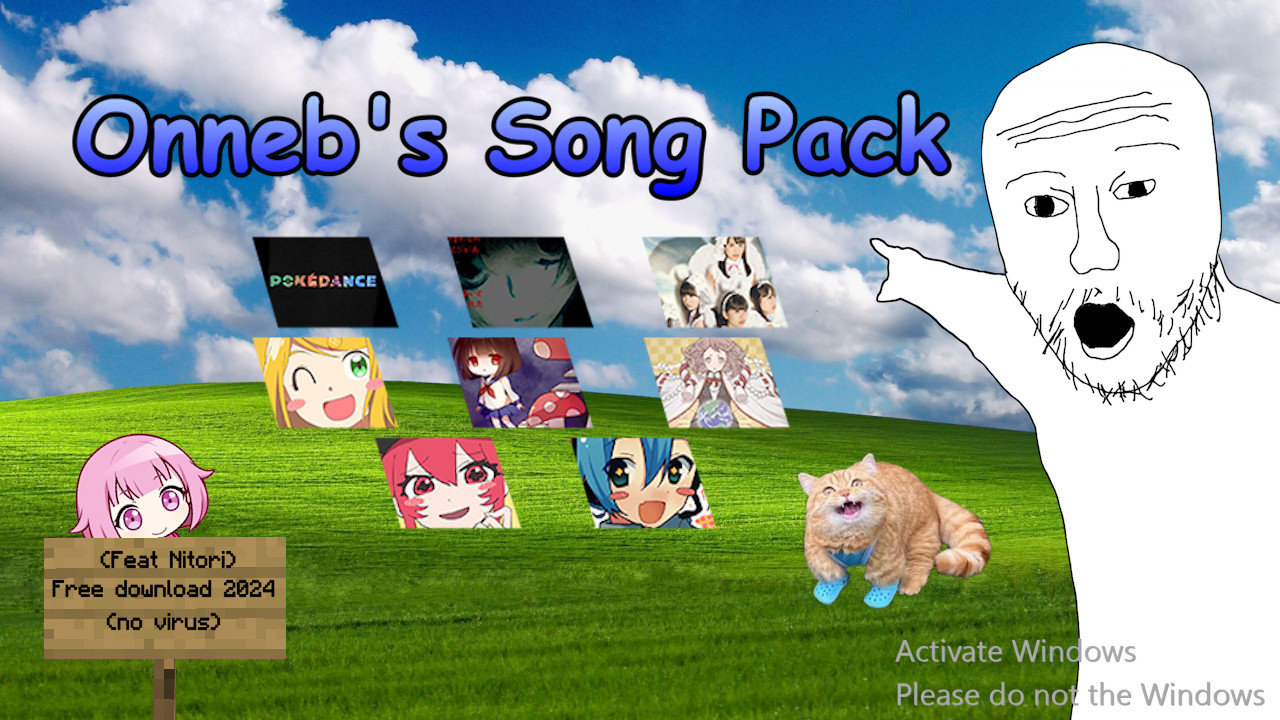 Onneb's Song Pack
POKÉDANCE
(Feat Nitori)
Free download 2024
(no virus)
Activate Windows
Please do not the Windows